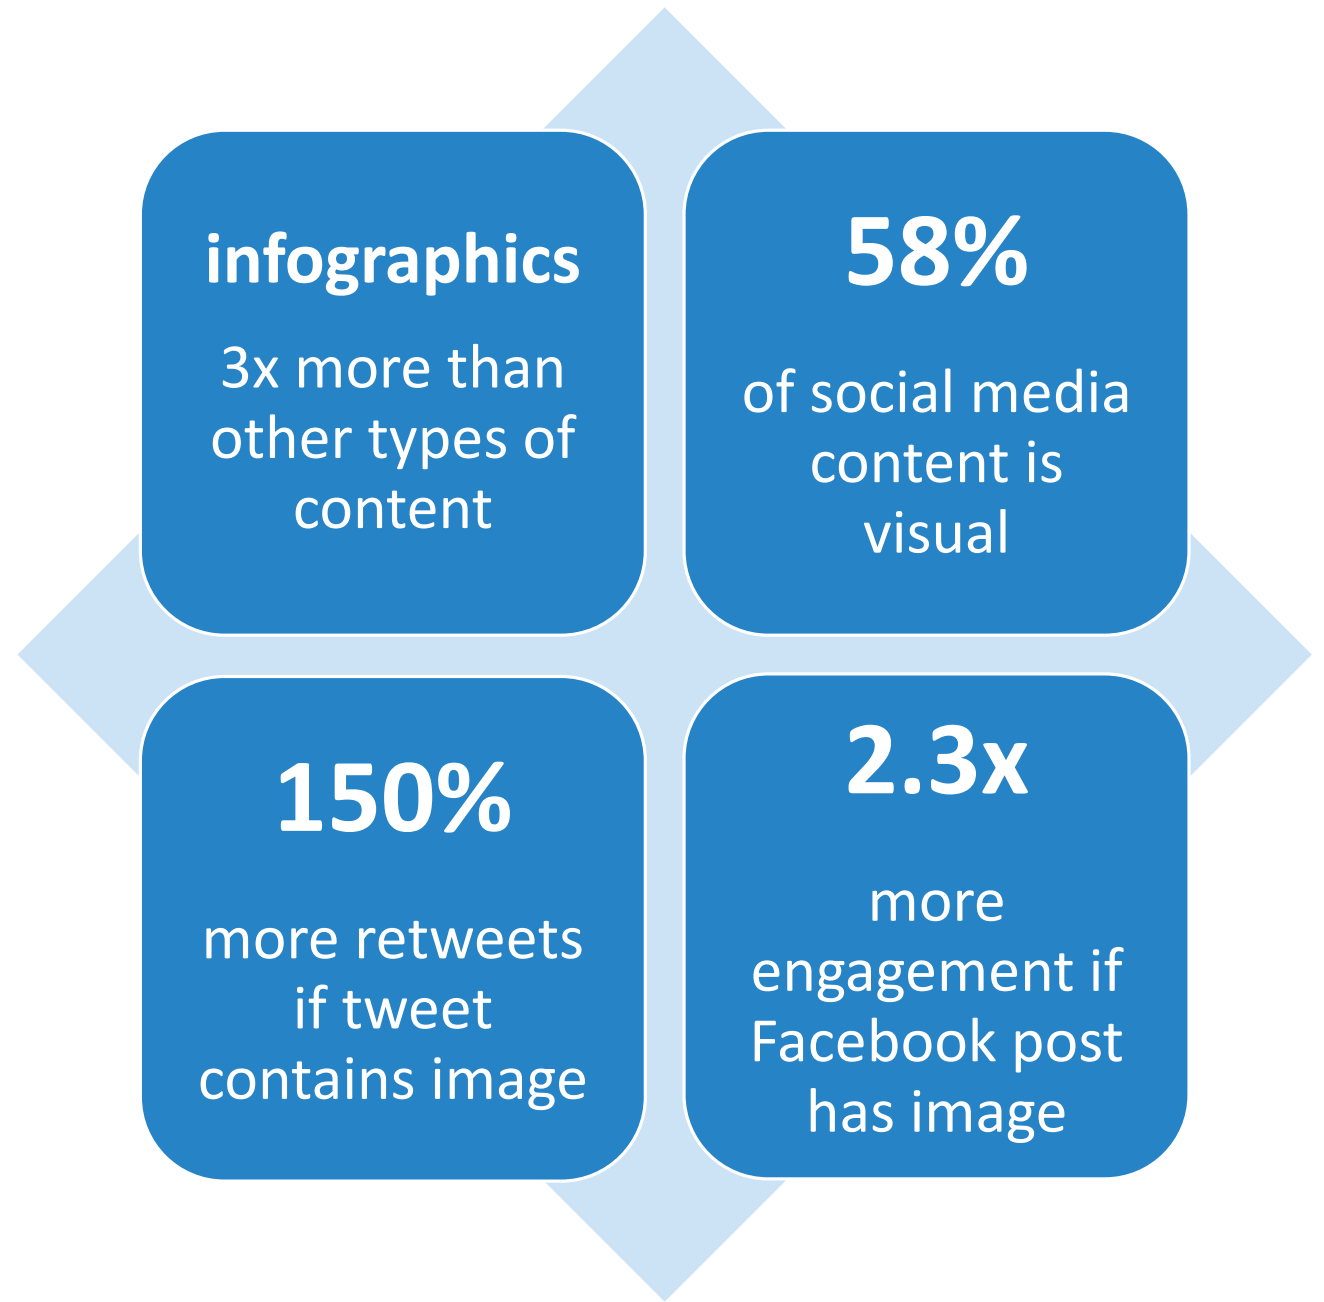 infographics
3x more than
other types of
content
58%
of social media
content is
visual
150%
more retweets
if tweet
contains image
2.3x
more
engagement if
Facebook post
has image